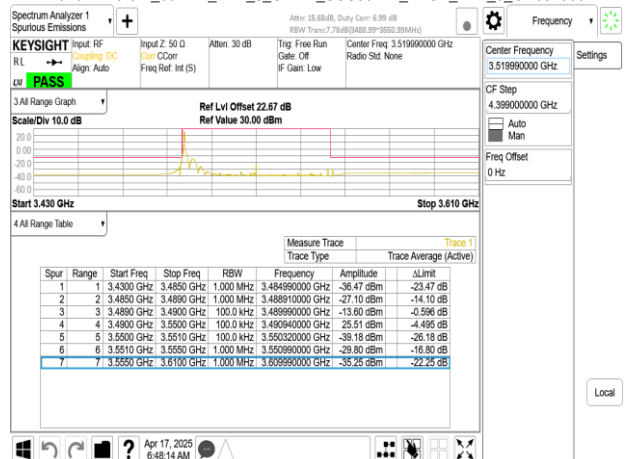 Spectrum Analyzer 1
Spurious Emissions
Attn: 15.68dB, Duty Corr: 6.99 dB
RBW Trans:7.78dB(3488.99~3550.99MHz)
Frequency
KEYSIGHT
RL
LXI PASS
Input: RF
Coupling: DC
Align: Auto
Input Z: 50 Ω
Corr CCorr
Freq Ref: Int (S)
Atten: 30 dB
Trig: Free Run
Gate: Off
IF Gain: Low
Center Freq: 3.519990000 GHz
Radio Std: None
Center Frequency
3.519990000 GHz
Settings
CF Step
4.399000000 GHz
Auto
Man
Freq Offset
0 Hz
3 All Range Graph
Scale/Div 10.0 dB
Ref Lvl Offset 22.67 dB
Ref Value 30.00 dBm
20.0
0.00
-20.0
-40.0
-60.0
Start 3.430 GHz
Stop 3.610 GHz
4 All Range Table
Measure Trace Trace 1
Trace Type Trace Average (Active)
Spur Range Start Freq Stop Freq RBW Frequency Amplitude ΔLimit
1 1 3.4300 GHz 3.4850 GHz 1.000 MHz 3.484990000 GHz -36.47 dBm -23.47 dB
2 2 3.4850 GHz 3.4890 GHz 1.000 MHz 3.488910000 GHz -27.10 dBm -14.10 dB
3 3 3.4890 GHz 3.4900 GHz 100.0 kHz 3.489990000 GHz -13.60 dBm -0.596 dB
4 4 3.4900 GHz 3.5500 GHz 100.0 kHz 3.490940000 GHz 25.51 dBm -4.495 dB
5 5 3.5500 GHz 3.5510 GHz 100.0 kHz 3.550320000 GHz -39.18 dBm -26.18 dB
6 6 3.5510 GHz 3.5550 GHz 1.000 MHz 3.550990000 GHz -29.80 dBm -16.80 dB
7 7 3.5550 GHz 3.6100 GHz 1.000 MHz 3.609990000 GHz -35.25 dBm -22.25 dB
Local
?
Apr 17, 2025
6:48:14 AM